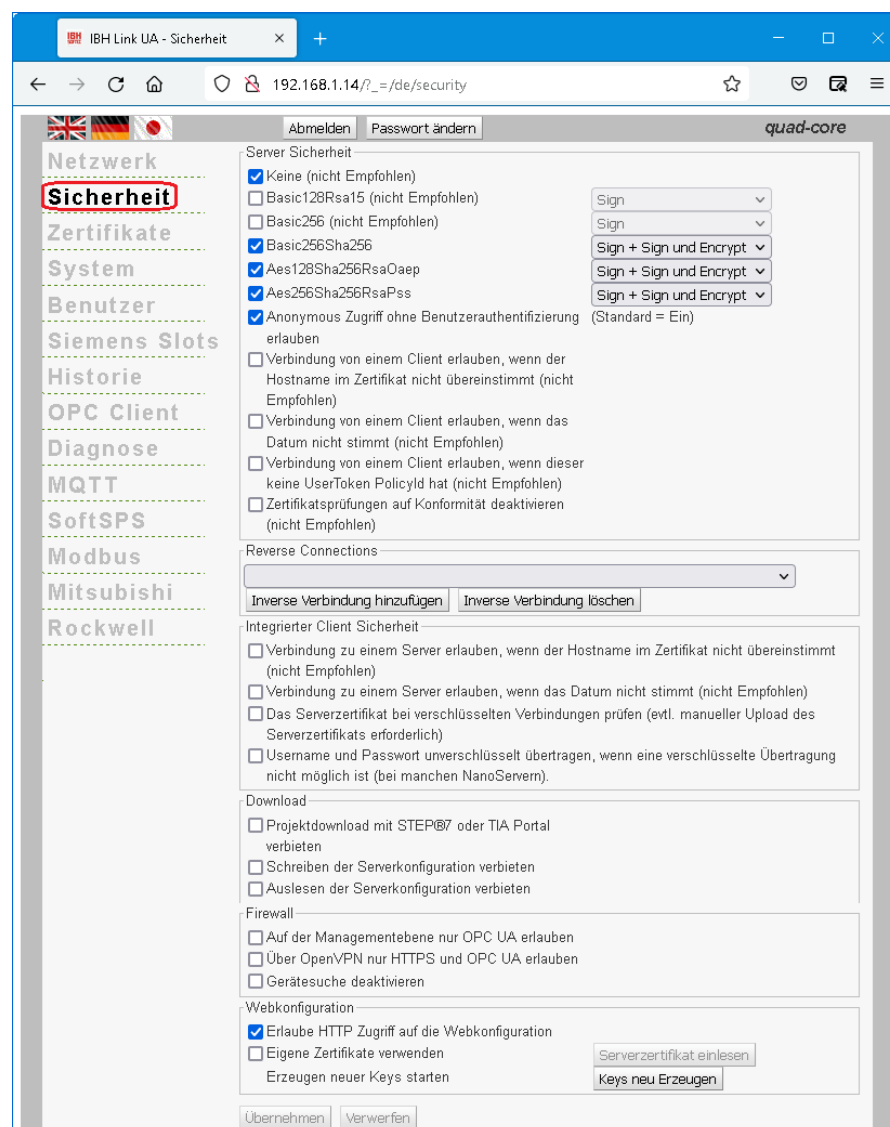 IBH SOFTEC IBH Link UA - Sicherheit
192.168.1.14/?_=/de/security
Abmelden Passwort ändern quad-core
Netzwerk
Sicherheit
Zertifikate
System
Benutzer
Siemens Slots
Historie
OPC Client
Diagnose
MQTT
SoftSPS
Modbus
Mitsubishi
Rockwell
Server Sicherheit
Keine (nicht Empfohlen)
Basic128Rsa15 (nicht Empfohlen) Sign
Basic256 (nicht Empfohlen) Sign
Basic256Sha256 Sign + Sign und Encrypt
Aes128Sha256RsaOaep Sign + Sign und Encrypt
Aes256Sha256RsaPss Sign + Sign und Encrypt
Anonymous Zugriff ohne Benutzerauthentifizierung (Standard = Ein)
erlauben
Verbindung von einem Client erlauben, wenn der
Hostname im Zertifikat nicht übereinstimmt (nicht
Empfohlen)
Verbindung von einem Client erlauben, wenn das
Datum nicht stimmt (nicht Empfohlen)
Verbindung von einem Client erlauben, wenn dieser
keine UserToken PolicyId hat (nicht Empfohlen)
Zertifikatsprüfungen auf Konformität deaktivieren
(nicht Empfohlen)
Reverse Connections
Inverse Verbindung hinzufügen Inverse Verbindung löschen
Integrierter Client Sicherheit
Verbindung zu einem Server erlauben, wenn der Hostname im Zertifikat nicht übereinstimmt
(nicht Empfohlen)
Verbindung zu einem Server erlauben, wenn das Datum nicht stimmt (nicht Empfohlen)
Das Serverzertifikat bei verschlüsselten Verbindungen prüfen (evtl. manueller Upload des
Serverzertifikats erforderlich)
Username und Passwort unverschlüsselt übertragen, wenn eine verschlüsselte Übertragung
nicht möglich ist (bei manchen NanoServern).
Download
Projektdownload mit STEP®7 oder TIA Portal
verbieten
Schreiben der Serverkonfiguration verbieten
Auslesen der Serverkonfiguration verbieten
Firewall
Auf der Managementebene nur OPC UA erlauben
Über OpenVPN nur HTTPS und OPC UA erlauben
Gerätesuche deaktivieren
Webkonfiguration
Erlaube HTTP Zugriff auf die Webkonfiguration
Eigene Zertifikate verwenden Serverzertifikat einlesen
Erzeugen neuer Keys starten Keys neu Erzeugen
Übernehmen Verwerfen